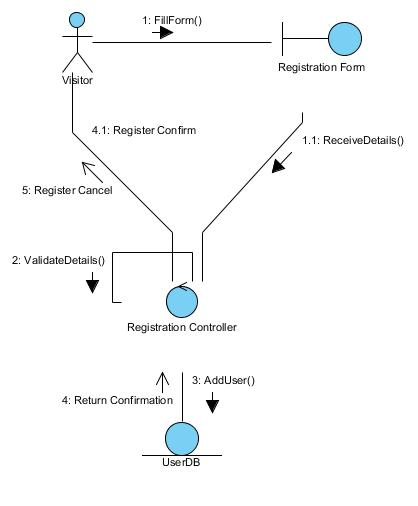 1: FillForm()
Visitor
Registration Form
4.1: Register Confirm
1.1: ReceiveDetails()
5: Register Cancel
2: ValidateDetails()
Registration Controller
3: AddUser()
4: Return Confirmation
UserDB